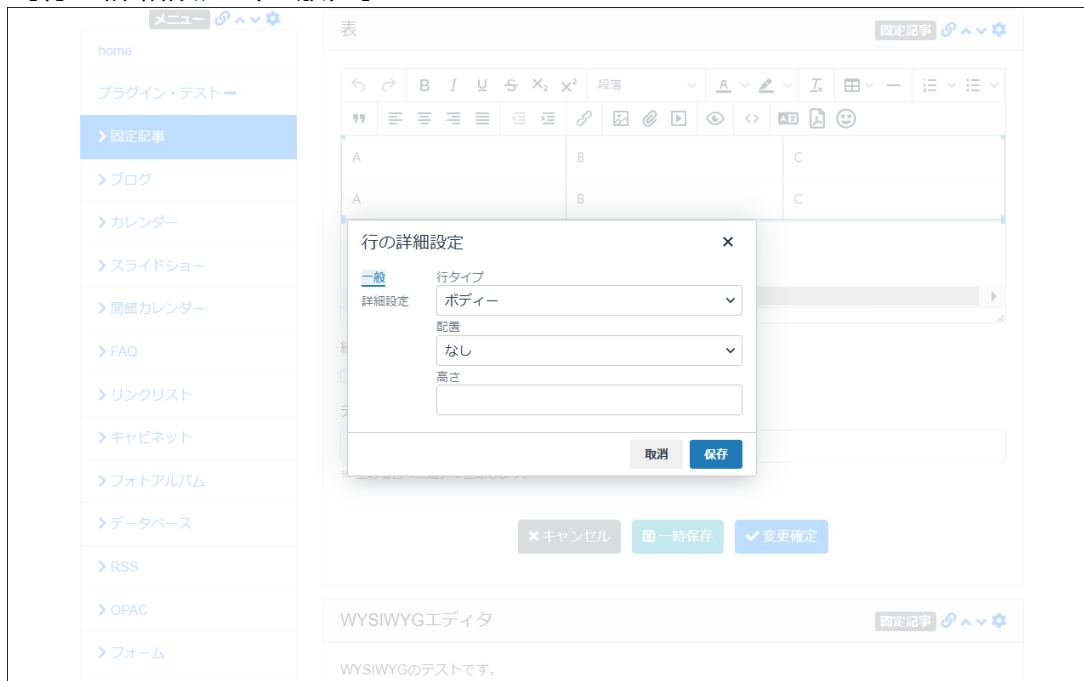 メニュー
home
プラグイン・テスト
固定記事
ブログ
カレンダー
スライドショー
開館カレンダー
FAQ
リンクリスト
キャビネット
フォトアルバム
データベース
RSS
OPAC
フォーム
表
固定記事
B I U S X₂ X² 段落 A
A B C
A B C
行の詳細設定
一般
詳細設定
行タイプ
ボディー
配置
なし
高さ
取消 保存
キャンセル 一時保存 変更確定
WYSIWYGエディタ
固定記事
WYSIWYGのテストです。